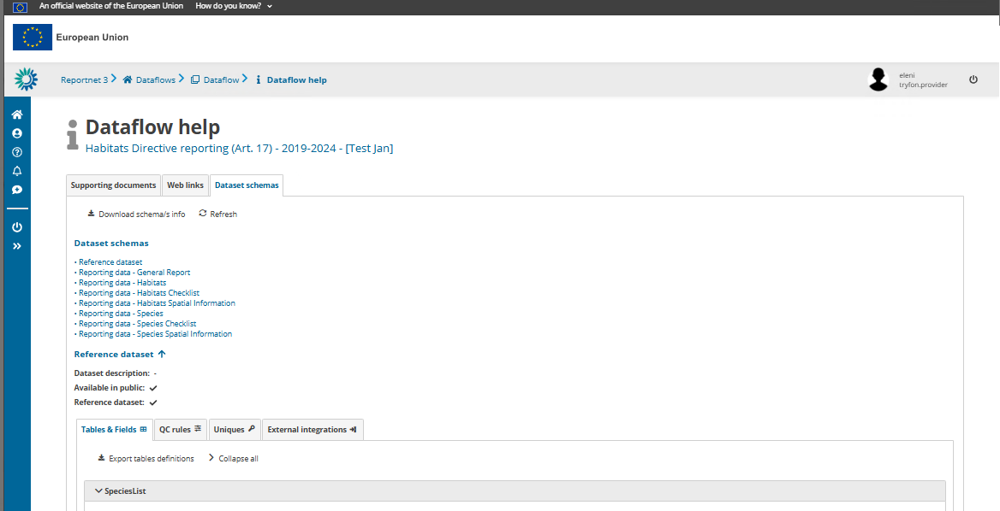 An official website of the European Union How do you know?
European Union
Reportnet 3 Dataflows Dataflow Dataflow help
eleni
tryfon.provider
Dataflow help
Habitats Directive reporting (Art. 17) - 2019-2024 - [Test Jan]
Supporting documents Web links Dataset schemas
Download schema/s info Refresh
Dataset schemas
• Reference dataset
• Reporting data - General Report
• Reporting data - Habitats
• Reporting data - Habitats Checklist
• Reporting data - Habitats Spatial Information
• Reporting data - Species
• Reporting data - Species Checklist
• Reporting data - Species Spatial Information
Reference dataset
Dataset description: -
Available in public:
Reference dataset:
Tables & Fields QC rules Uniques External integrations
Export tables definitions Collapse all
SpeciesList